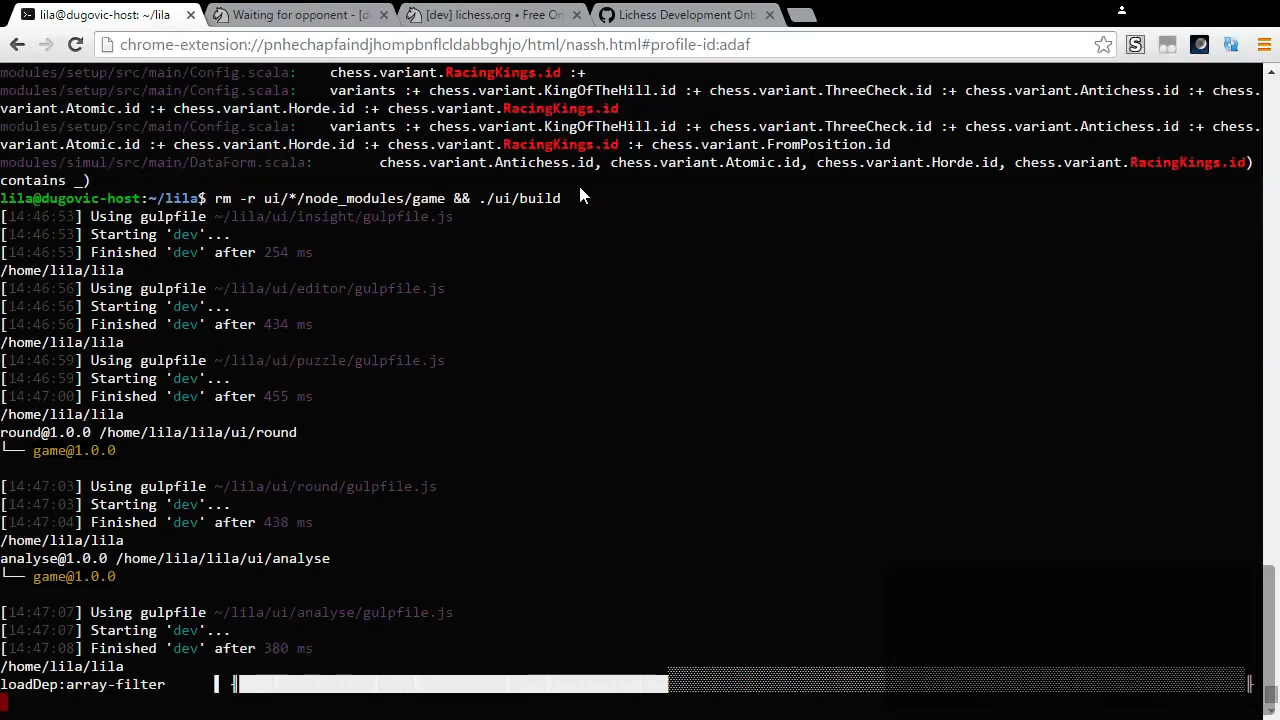 lila@dugovic-host: ~/lila
Waiting for opponent - [de
[dev] lichess.org • Free On
Lichess Development Onb
chrome-extension://pnhechapfaindjhompbnflcldabbghjo/html/nassh.html#profile-id:adaf
modules/setup/src/main/Config.scala:    chess.variant.RacingKings.id :+
modules/setup/src/main/Config.scala:    variants :+ chess.variant.KingOfTheHill.id :+ chess.variant.ThreeCheck.id :+ chess.variant.Antichess.id :+ chess.
variant.Atomic.id :+ chess.variant.Horde.id :+ chess.variant.RacingKings.id
modules/setup/src/main/Config.scala:    variants :+ chess.variant.KingOfTheHill.id :+ chess.variant.ThreeCheck.id :+ chess.variant.Antichess.id :+ chess.
variant.Atomic.id :+ chess.variant.Horde.id :+ chess.variant.RacingKings.id :+ chess.variant.FromPosition.id
modules/simul/src/main/DataForm.scala:        chess.variant.Antichess.id, chess.variant.Atomic.id, chess.variant.Horde.id, chess.variant.RacingKings.id)
contains _)
lila@dugovic-host:~/lila$ rm -r ui/*/node_modules/game && ./ui/build
[14:46:53] Using gulpfile ~/lila/ui/insight/gulpfile.js
[14:46:53] Starting 'dev'...
[14:46:53] Finished 'dev' after 254 ms
/home/lila/lila
[14:46:56] Using gulpfile ~/lila/ui/editor/gulpfile.js
[14:46:56] Starting 'dev'...
[14:46:56] Finished 'dev' after 434 ms
/home/lila/lila
[14:46:59] Using gulpfile ~/lila/ui/puzzle/gulpfile.js
[14:46:59] Starting 'dev'...
[14:47:00] Finished 'dev' after 455 ms
/home/lila/lila
round@1.0.0 /home/lila/lila/ui/round
└── game@1.0.0
[14:47:03] Using gulpfile ~/lila/ui/round/gulpfile.js
[14:47:03] Starting 'dev'...
[14:47:04] Finished 'dev' after 438 ms
/home/lila/lila
analyse@1.0.0 /home/lila/lila/ui/analyse
└── game@1.0.0
[14:47:07] Using gulpfile ~/lila/ui/analyse/gulpfile.js
[14:47:07] Starting 'dev'...
[14:47:08] Finished 'dev' after 380 ms
/home/lila/lila
loadDep:array-filter